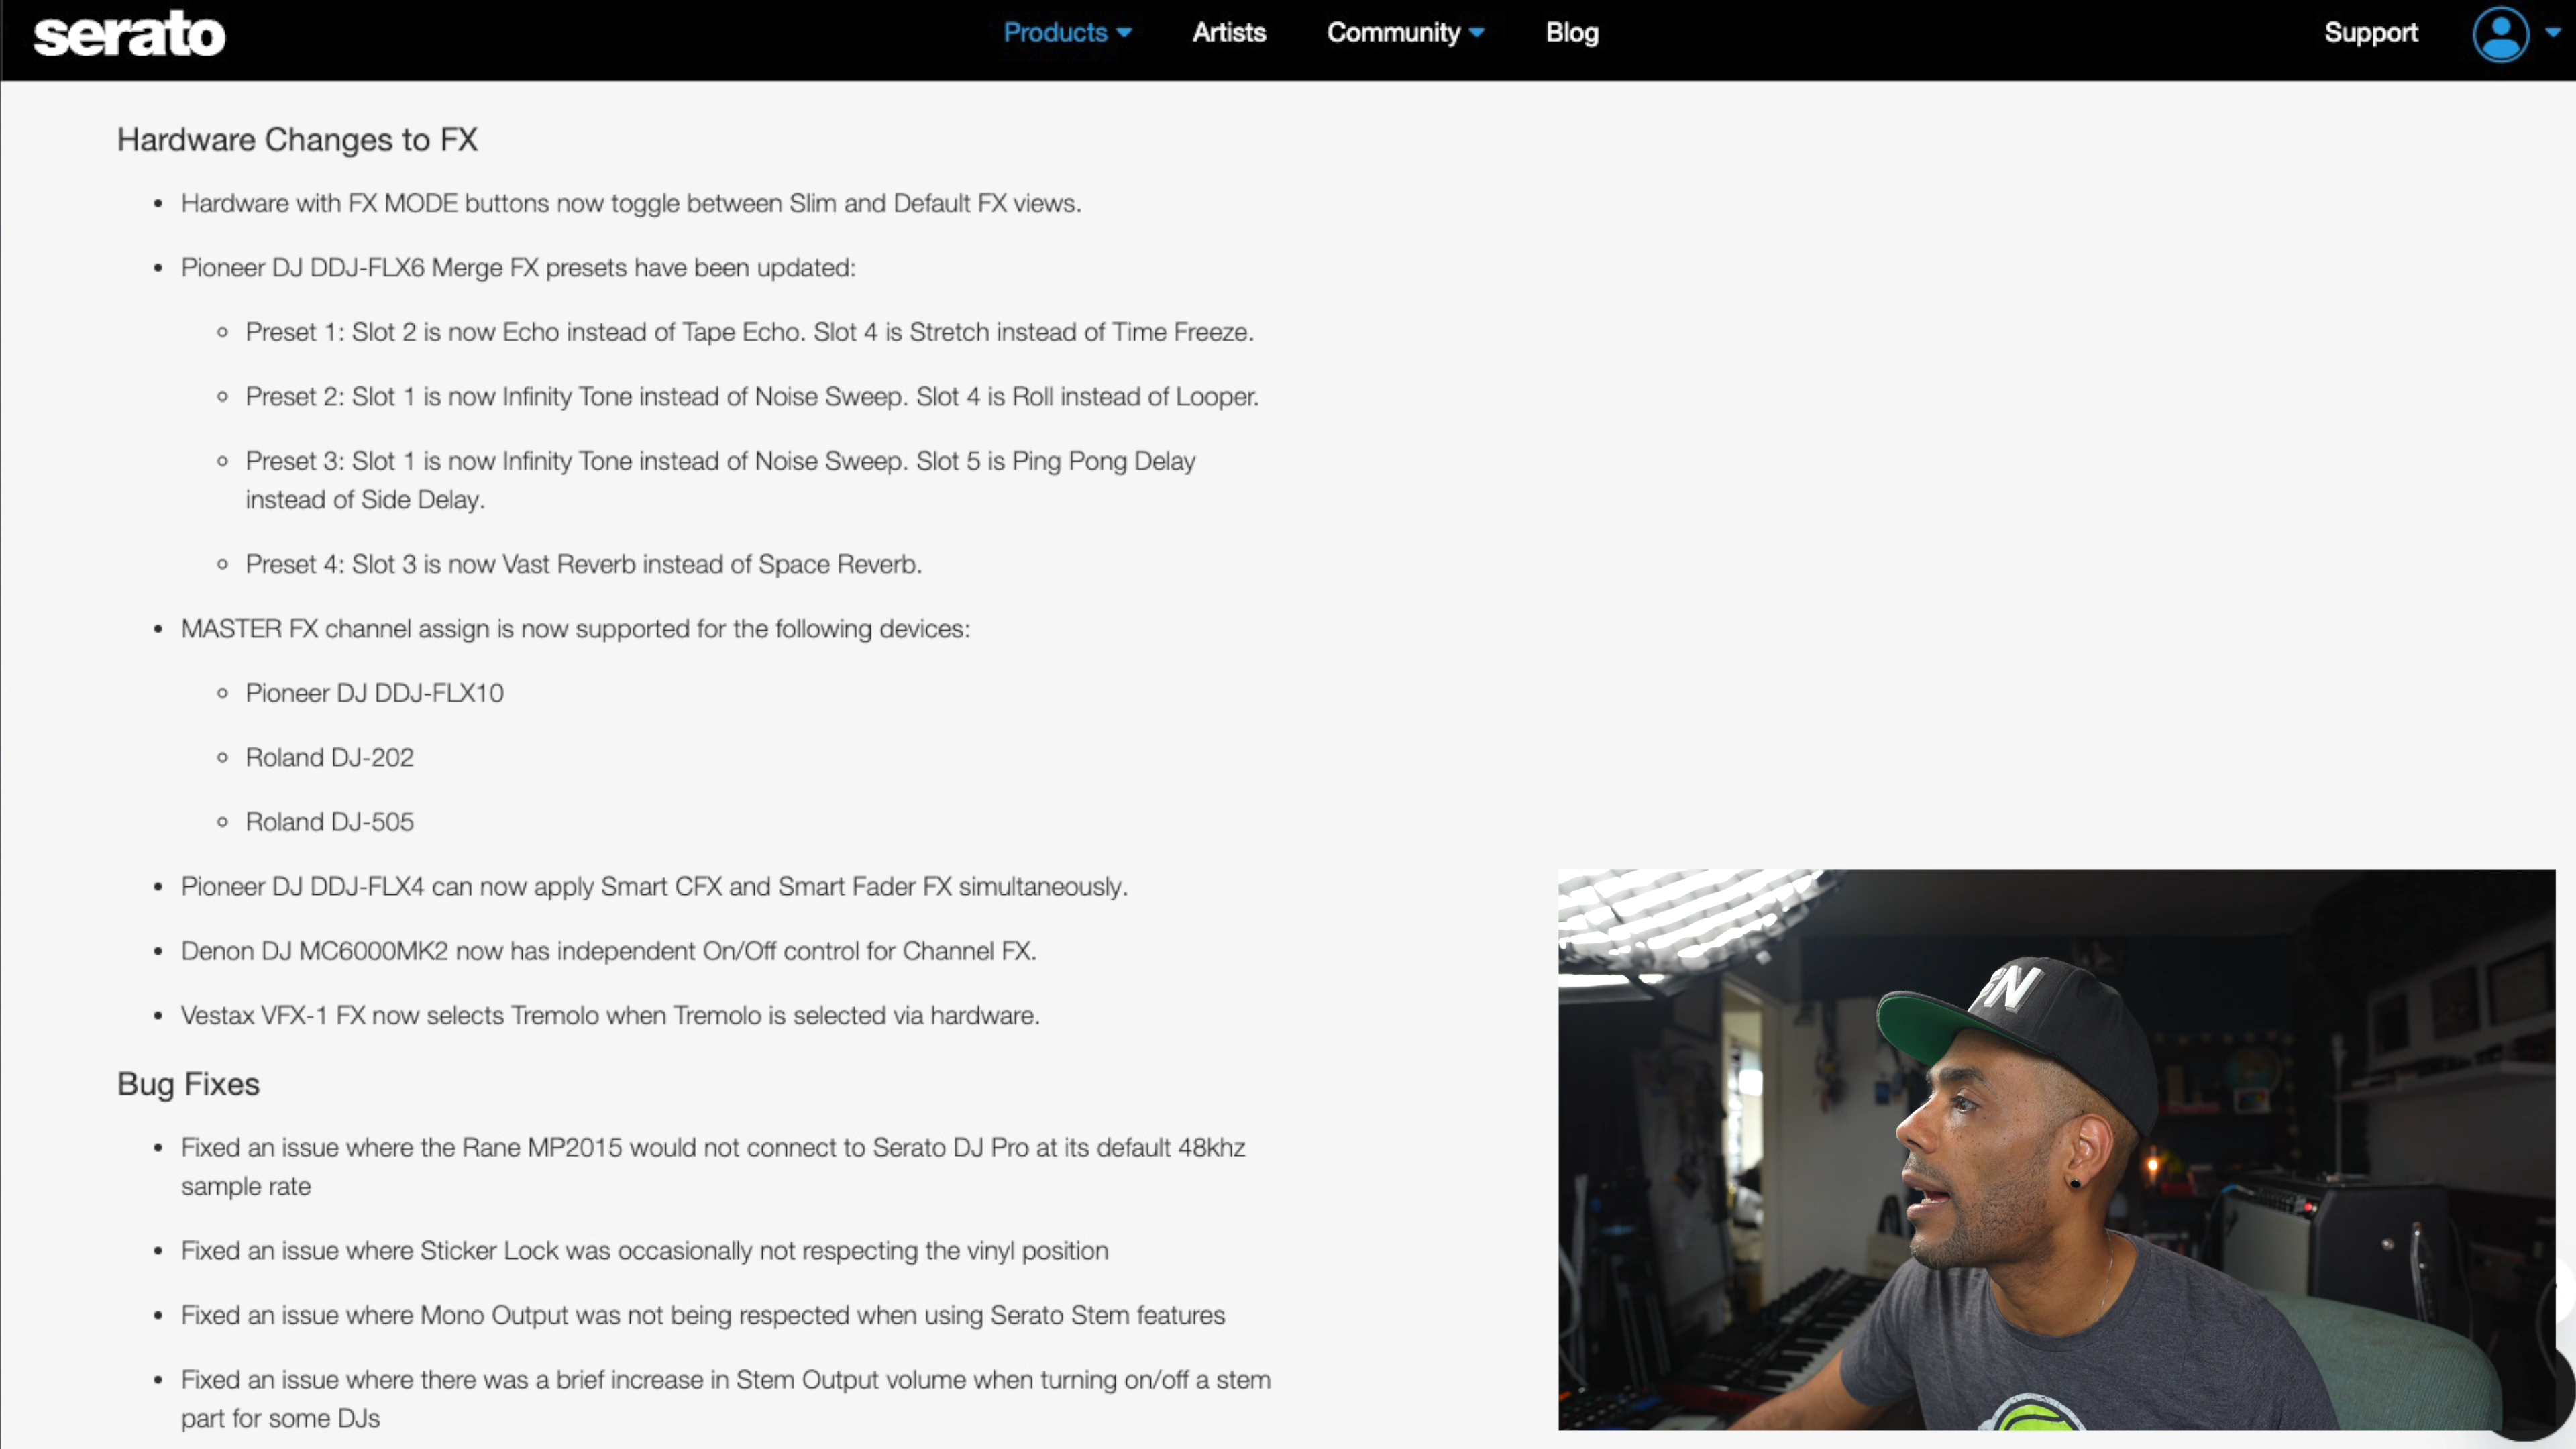 serato
Products
Artists
Community
Blog
Support
Hardware Changes to FX
Hardware with FX MODE buttons now toggle between Slim and Default FX views.
Pioneer DJ DDJ-FLX6 Merge FX presets have been updated:
Preset 1: Slot 2 is now Echo instead of Tape Echo. Slot 4 is Stretch instead of Time Freeze.
Preset 2: Slot 1 is now Infinity Tone instead of Noise Sweep. Slot 4 is Roll instead of Looper.
Preset 3: Slot 1 is now Infinity Tone instead of Noise Sweep. Slot 5 is Ping Pong Delay
instead of Side Delay.
Preset 4: Slot 3 is now Vast Reverb instead of Space Reverb.
MASTER FX channel assign is now supported for the following devices:
Pioneer DJ DDJ-FLX10
Roland DJ-202
Roland DJ-505
Pioneer DJ DDJ-FLX4 can now apply Smart CFX and Smart Fader FX simultaneously.
Denon DJ MC6000MK2 now has independent On/Off control for Channel FX.
Vestax VFX-1 FX now selects Tremolo when Tremolo is selected via hardware.
Bug Fixes
Fixed an issue where the Rane MP2015 would not connect to Serato DJ Pro at its default 48khz
sample rate
Fixed an issue where Sticker Lock was occasionally not respecting the vinyl position
Fixed an issue where Mono Output was not being respected when using Serato Stem features
Fixed an issue where there was a brief increase in Stem Output volume when turning on/off a stem
part for some DJs